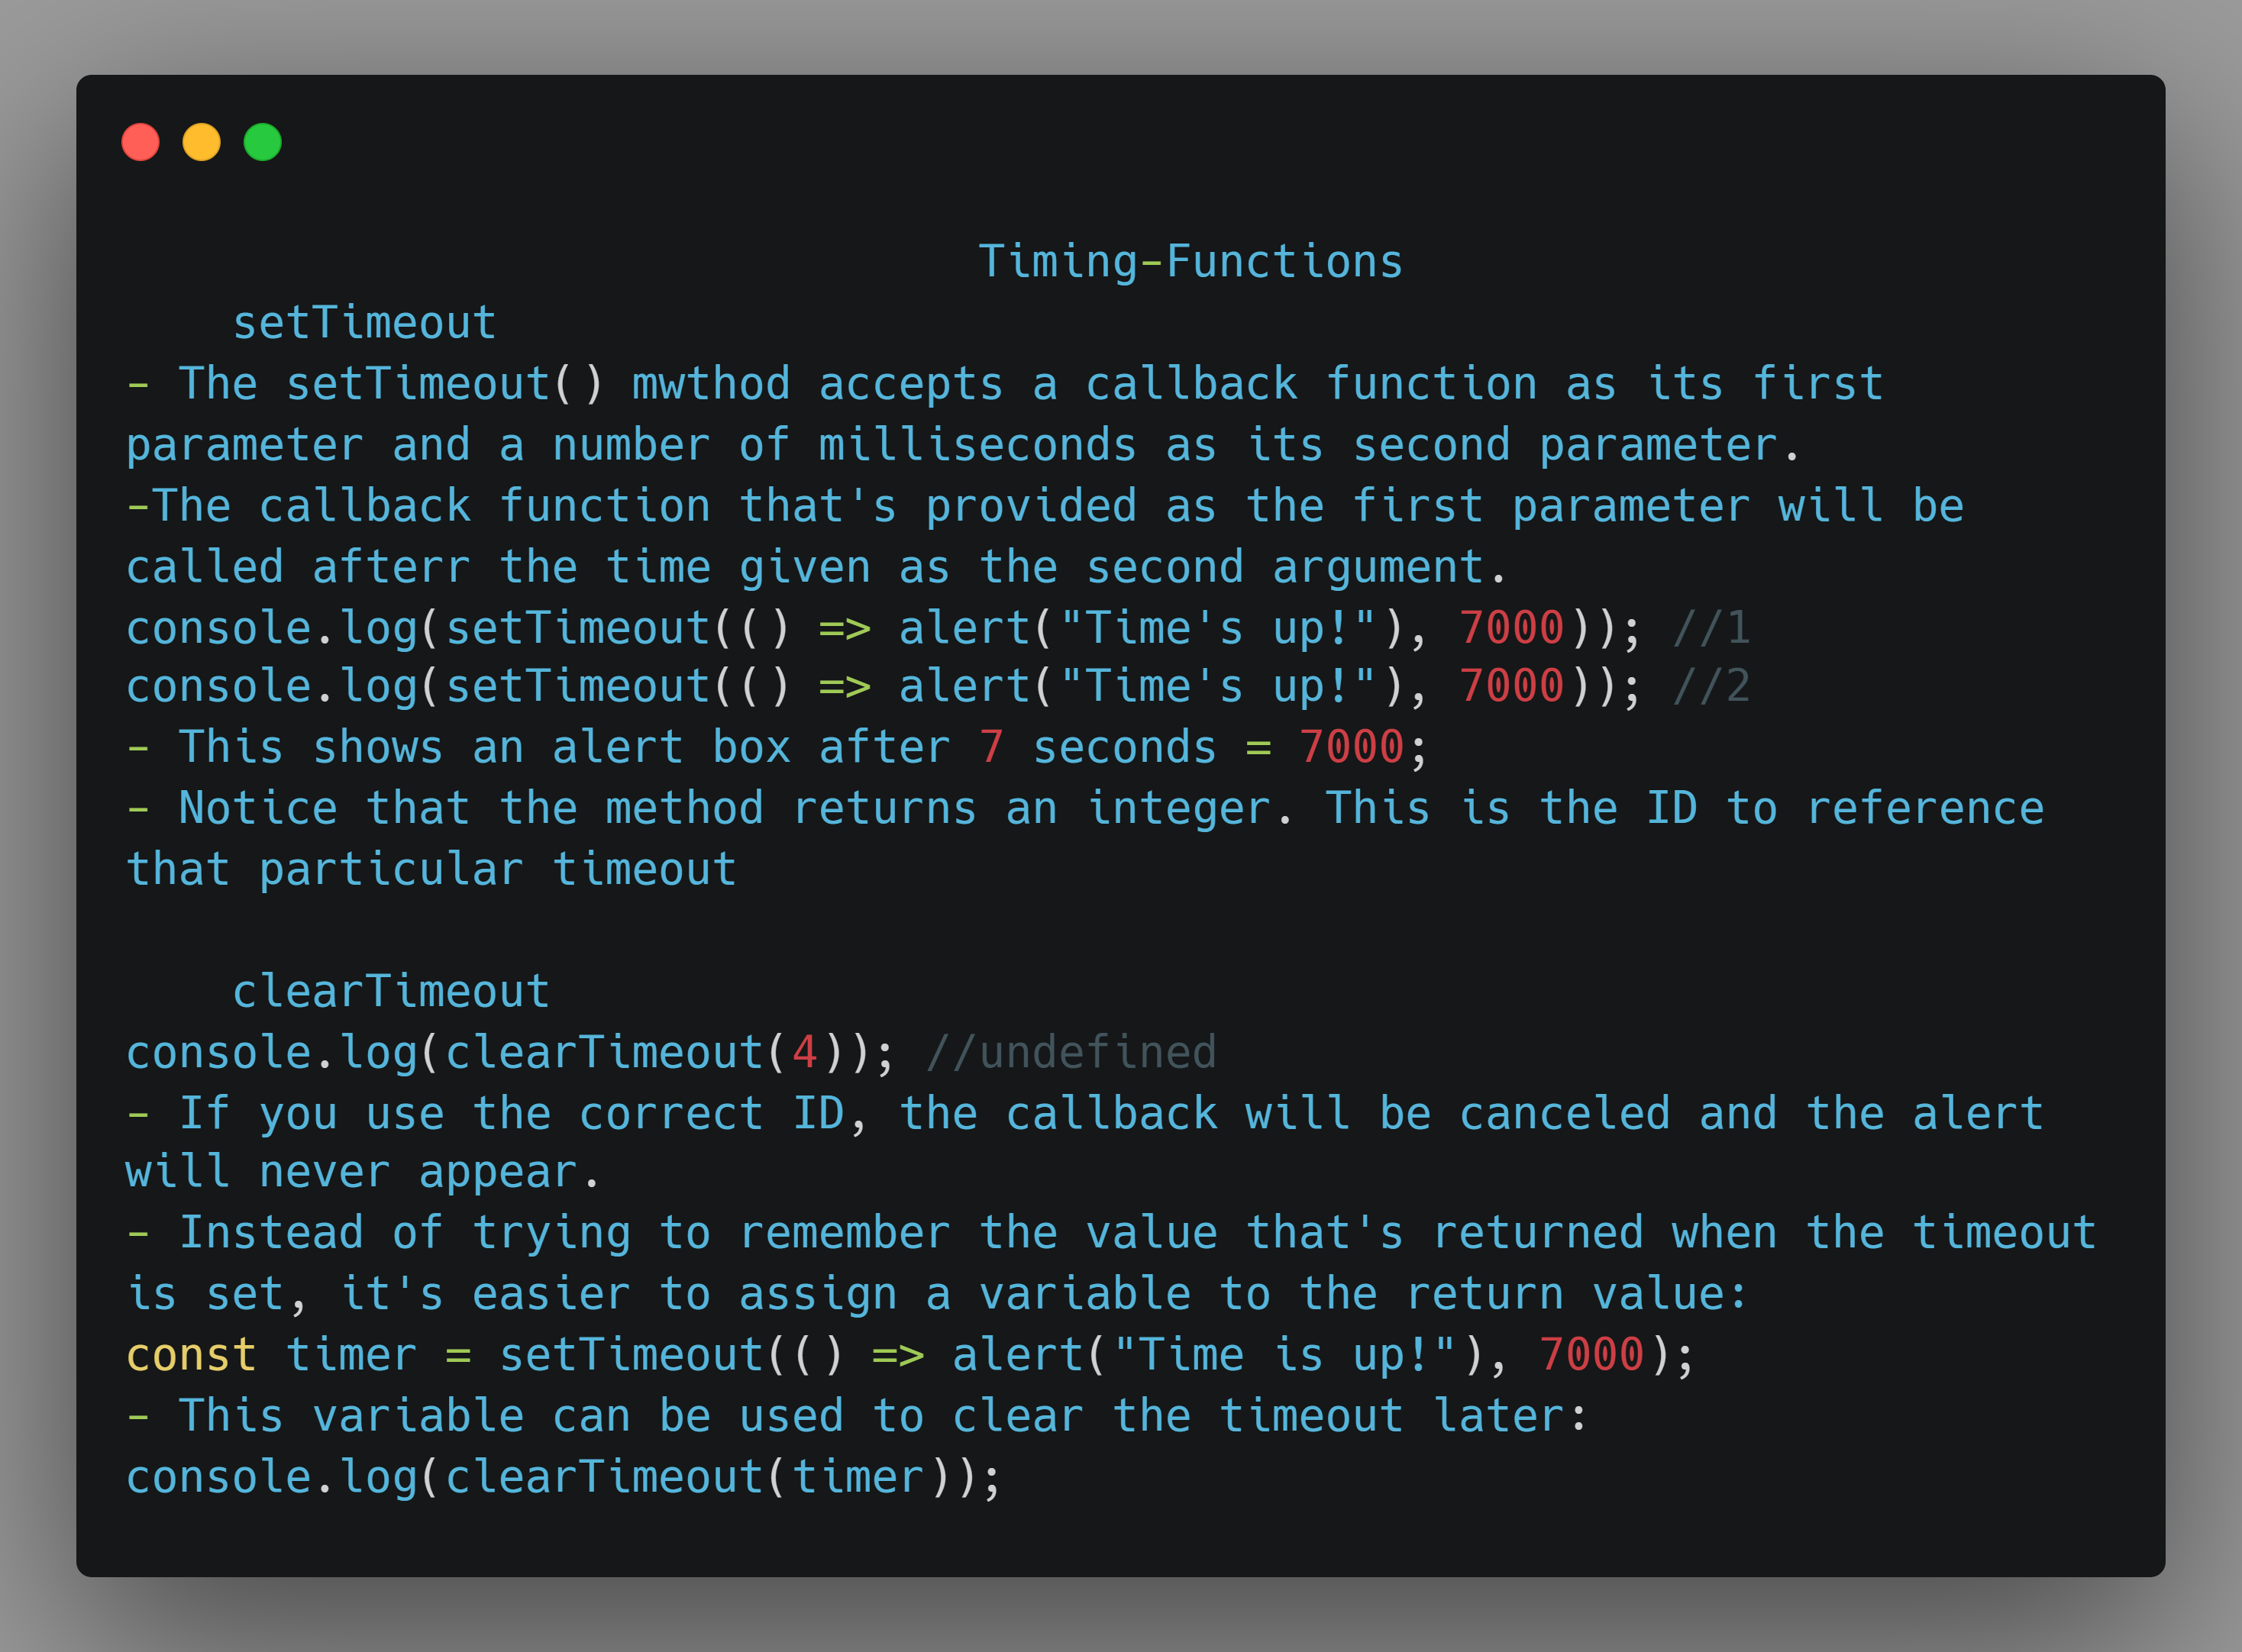 Timing-Functions
setTimeout
- The setTimeout() mwthod accepts a callback function as its first
parameter and a number of milliseconds as its second parameter.
-The callback function that's provided as the first parameter will be
called afterr the time given as the second argument.
console.log(setTimeout(() => alert("Time's up!"), 7000)); //1
console.log(setTimeout(() => alert("Time's up!"), 7000)); //2
- This shows an alert box after 7 seconds = 7000;
- Notice that the method returns an integer. This is the ID to reference
that particular timeout
clearTimeout
console.log(clearTimeout(4)); //undefined
- If you use the correct ID, the callback will be canceled and the alert
will never appear.
- Instead of trying to remember the value that's returned when the timeout
is set, it's easier to assign a variable to the return value:
const timer = setTimeout(() => alert("Time is up!"), 7000);
- This variable can be used to clear the timeout later:
console.log(clearTimeout(timer));